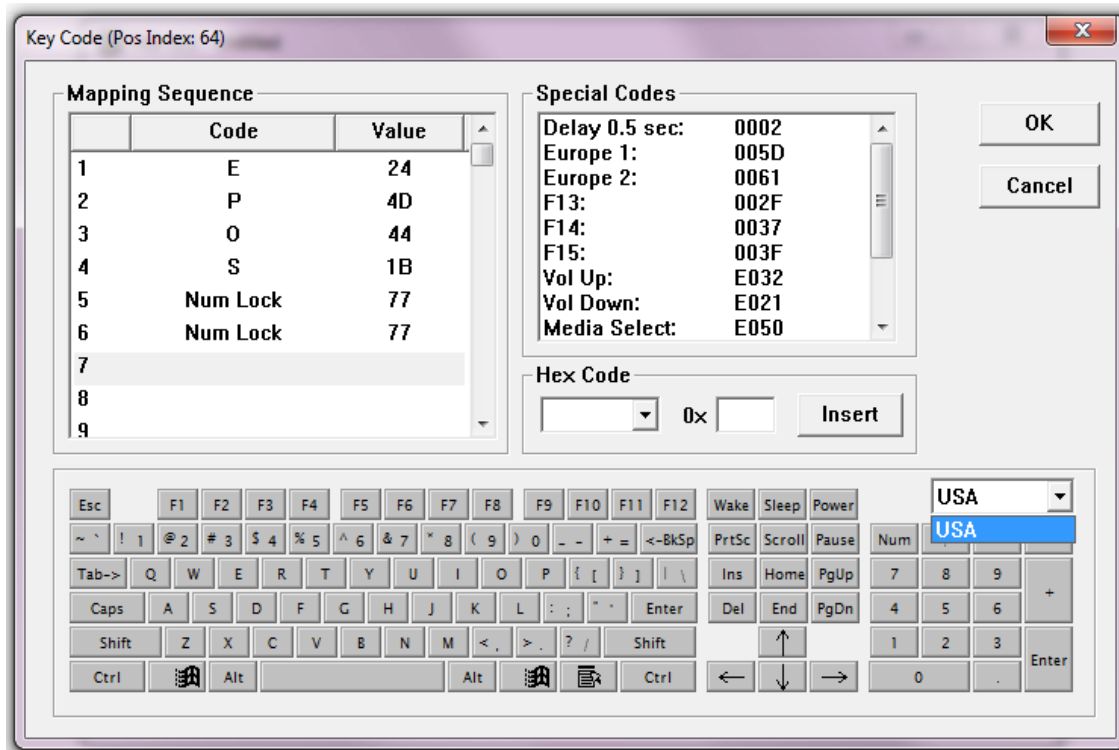 Key Code (Pos Index: 64)
Mapping Sequence
Code Value
1 E 24
2 P 4D
3 O 44
4 S 1B
5 Num Lock 77
6 Num Lock 77
7
8
9
Special Codes
Delay 0.5 sec: 0002
Europe 1: 005D
Europe 2: 0061
F13: 002F
F14: 0037
F15: 003F
Vol Up: E032
Vol Down: E021
Media Select: E050
Hex Code
0x
Insert
OK
Cancel
USA
USA
Esc F1 F2 F3 F4 F5 F6 F7 F8 F9 F10 F11 F12 Wake Sleep Power
~ ` ! 1 @ 2 # 3 $ 4 % 5 ^ 6 & 7 * 8 ( 9 ) 0 _ - + = <-BkSp PrtSc Scroll Pause Num
Tab-> Q W E R T Y U I O P { [ } ] | \ Ins Home PgUp 7 8 9 +
Caps A S D F G H J K L : ; " ' Enter Del End PgDn 4 5 6
Shift Z X C V B N M < , > . ? / Shift ↑ 1 2 3 Enter
Ctrl Alt Alt Ctrl ← ↓ → 0 .